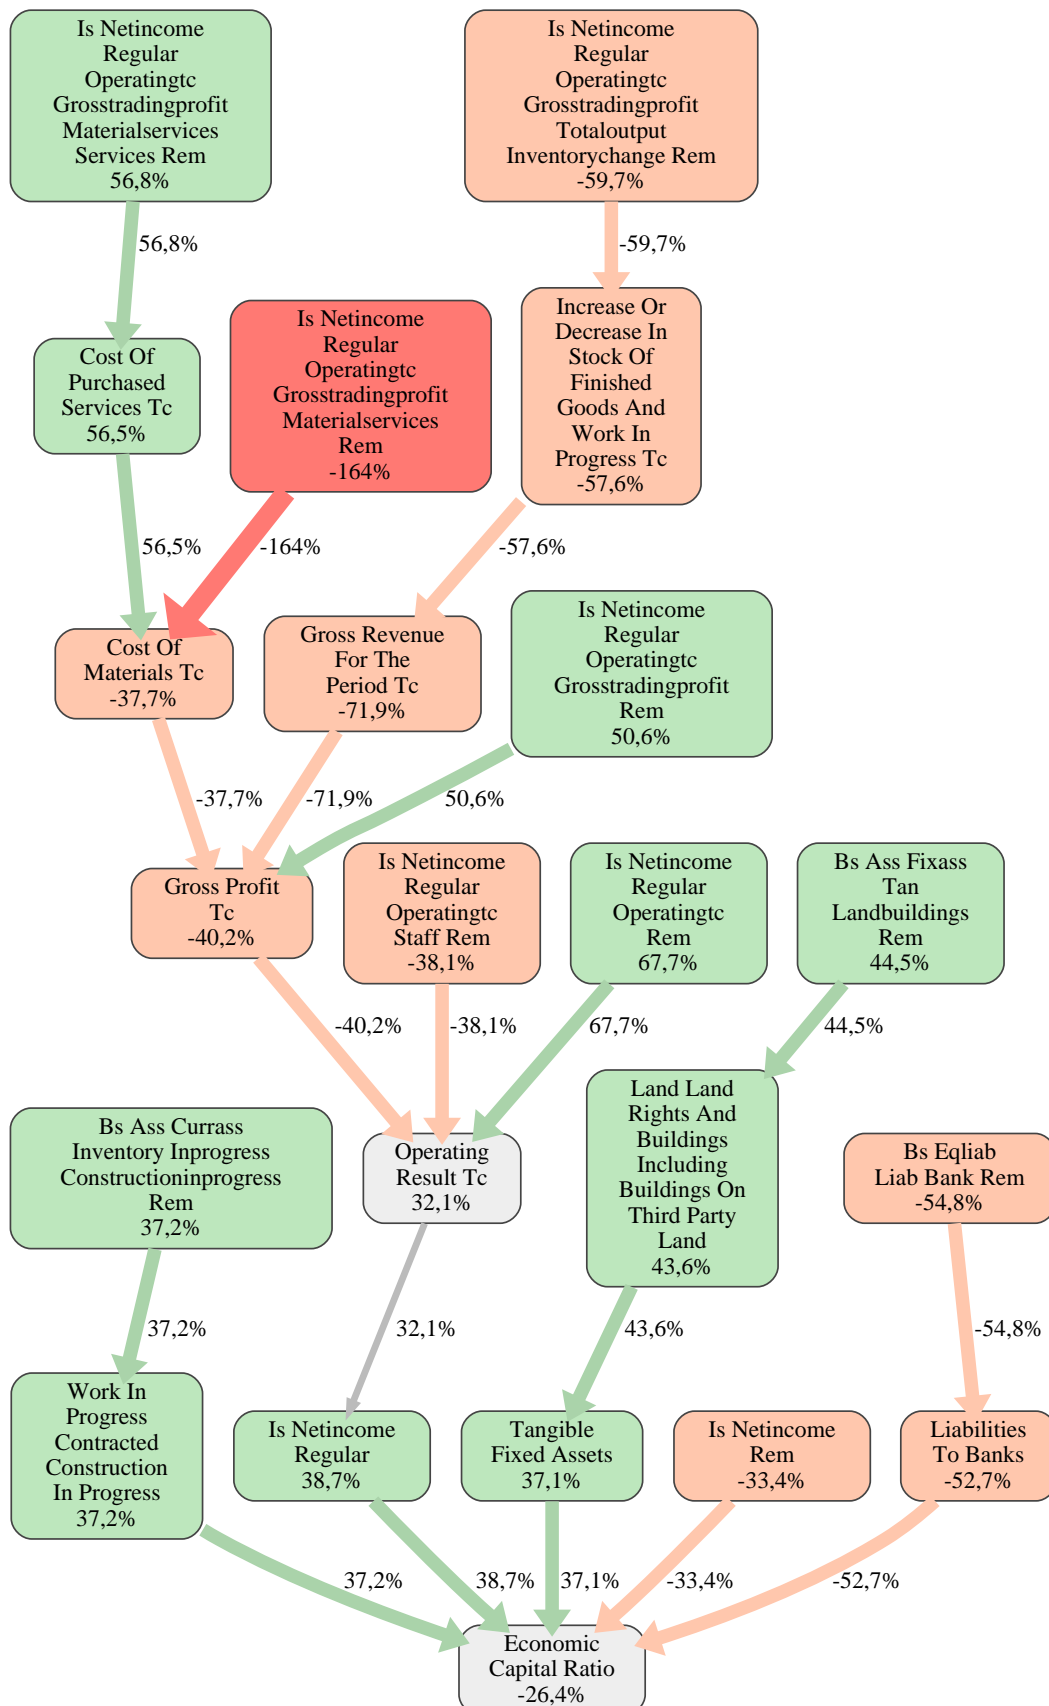 Is Netincome
Regular
Operatingtc
Grosstradingprofit
Materialservices
Services Rem
56,8%
Is Netincome
Regular
Operatingtc
Grosstradingprofit
Totaloutput
Inventorychange Rem
-59,7%
56,8%
-59,7%
Increase Or
Decrease In
Stock Of
Finished
Goods And
Work In
Progress Tc
-57,6%
Is Netincome
Regular
Operatingtc
Grosstradingprofit
Materialservices
Rem
-164%
Cost Of
Purchased
Services Tc
56,5%
56,5%
-164%
-57,6%
Is Netincome
Regular
Operatingtc
Grosstradingprofit
Rem
50,6%
Cost Of
Materials Tc
-37,7%
Gross Revenue
For The
Period Tc
-71,9%
-37,7%
-71,9%
50,6%
Gross Profit
Tc
-40,2%
Is Netincome
Regular
Operatingtc
Staff Rem
-38,1%
Is Netincome
Regular
Operatingtc
Rem
67,7%
Bs Ass Fixass
Tan
Landbuildings
Rem
44,5%
-40,2%
-38,1%
67,7%
44,5%
Land Land
Rights And
Buildings
Including
Buildings On
Third Party
Land
43,6%
Bs Ass Currass
Inventory Inprogress
Constructioninprogress
Rem
37,2%
Operating
Result Tc
32,1%
Bs Eqliab
Liab Bank Rem
-54,8%
37,2%
32,1%
43,6%
-54,8%
Work In
Progress
Contracted
Construction
In Progress
37,2%
Is Netincome
Regular
38,7%
Tangible
Fixed Assets
37,1%
Is Netincome
Rem
-33,4%
Liabilities
To Banks
-52,7%
37,2%
38,7%
37,1%
-33,4%
-52,7%
Economic
Capital Ratio
-26,4%